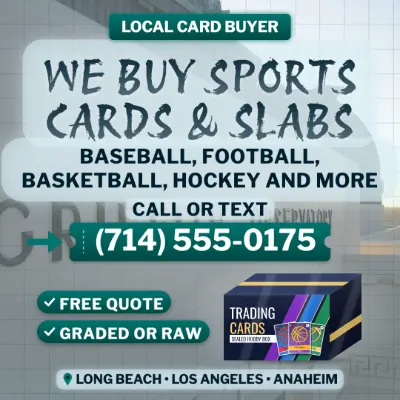 LOCAL CARD BUYER
WE BUY SPORTS
CARDS & SLABS
BASEBALL, FOOTBALL,
BASKETBALL, HOCKEY AND MORE
CALL OR TEXT
(714) 555-0175
FREE QUOTE
GRADED OR RAW
TRADING
CARDS
SEALED HOBBY BOX
LONG BEACH • LOS ANGELES • ANAHEIM